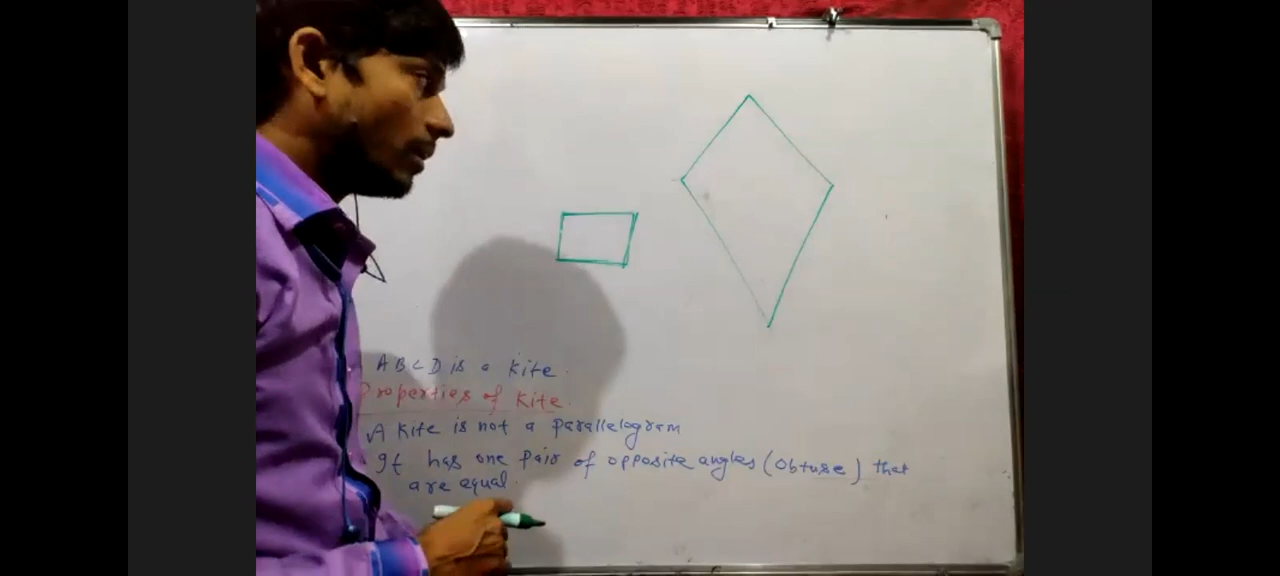 ABCD is a kite.
Properties of kite.
A kite is not a parallelogram
It has one pair of opposite angles (obtuse) that
are equal.